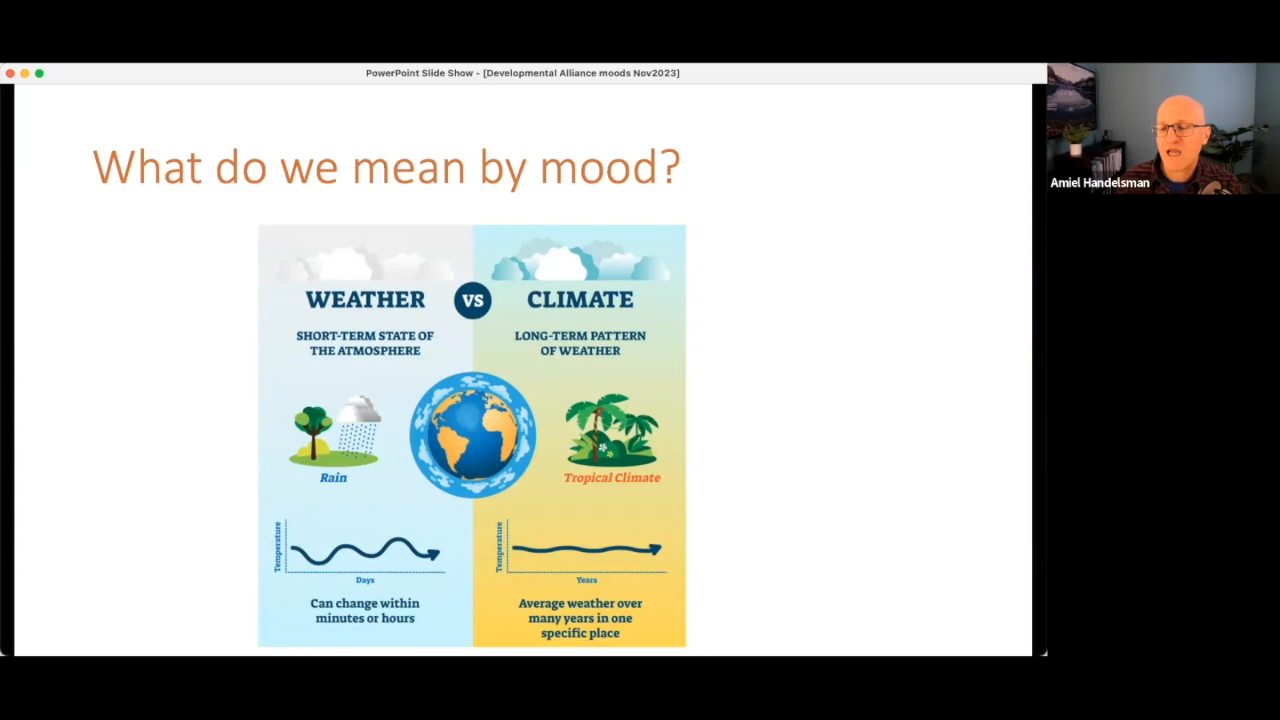 PowerPoint Slide Show - [Developmental Alliance moods Nov2023]
Amiel Handelsman
What do we mean by mood?
WEATHER
VS
CLIMATE
SHORT-TERM STATE OF
THE ATMOSPHERE
LONG-TERM PATTERN
OF WEATHER
Rain
Tropical Climate
Temperature
Days
Temperature
Years
Can change within
minutes or hours
Average weather over
many years in one
specific place